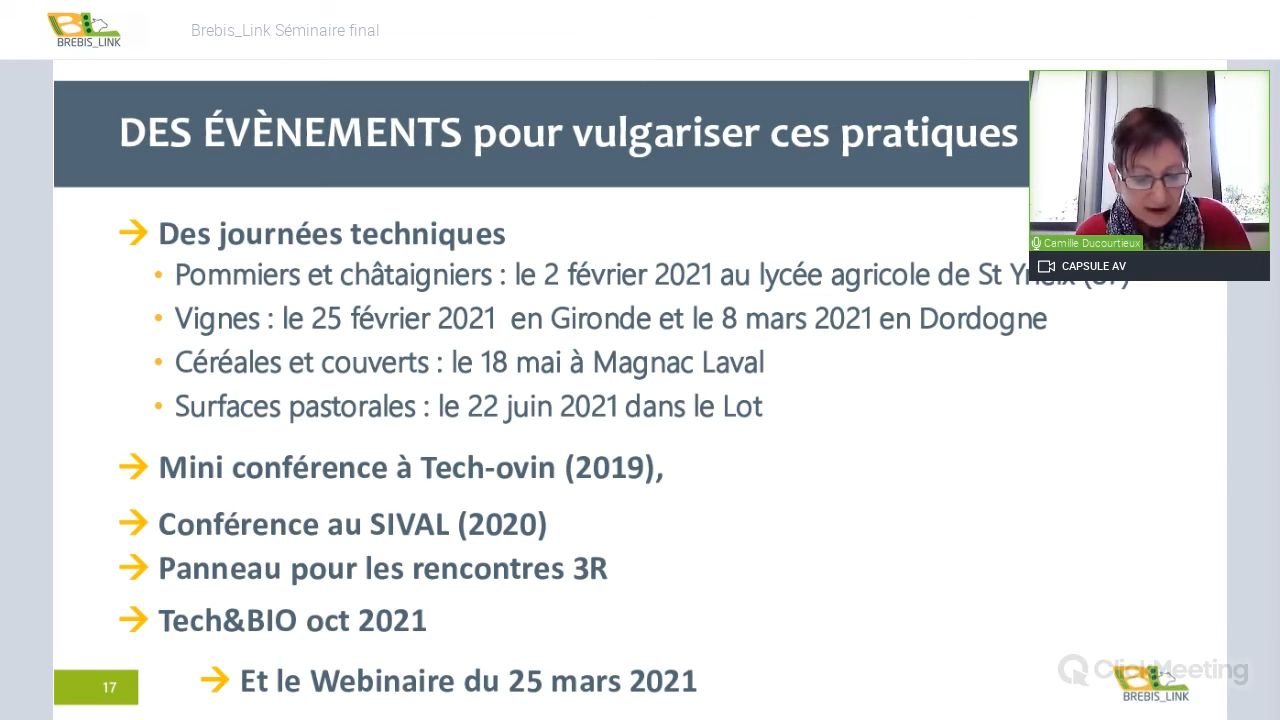 BREBIS_LINK
Brebis_Link Séminaire final
DES ÉVÈNEMENTS pour vulgariser ces pratiques
Camille Ducourtieux
CAPSULE AV
→ Des journées techniques
• Pommiers et châtaigniers : le 2 février 2021 au lycée agricole de St
• Vignes : le 25 février 2021 en Gironde et le 8 mars 2021 en Dordogne
• Céréales et couverts : le 18 mai à Magnac Laval
• Surfaces pastorales : le 22 juin 2021 dans le Lot
→ Mini conférence à Tech-ovin (2019),
→ Conférence au SIVAL (2020)
→ Panneau pour les rencontres 3R
→ Tech&BIO oct 2021
→ Et le Webinaire du 25 mars 2021
17
ClickMeeting
BREBIS_LINK